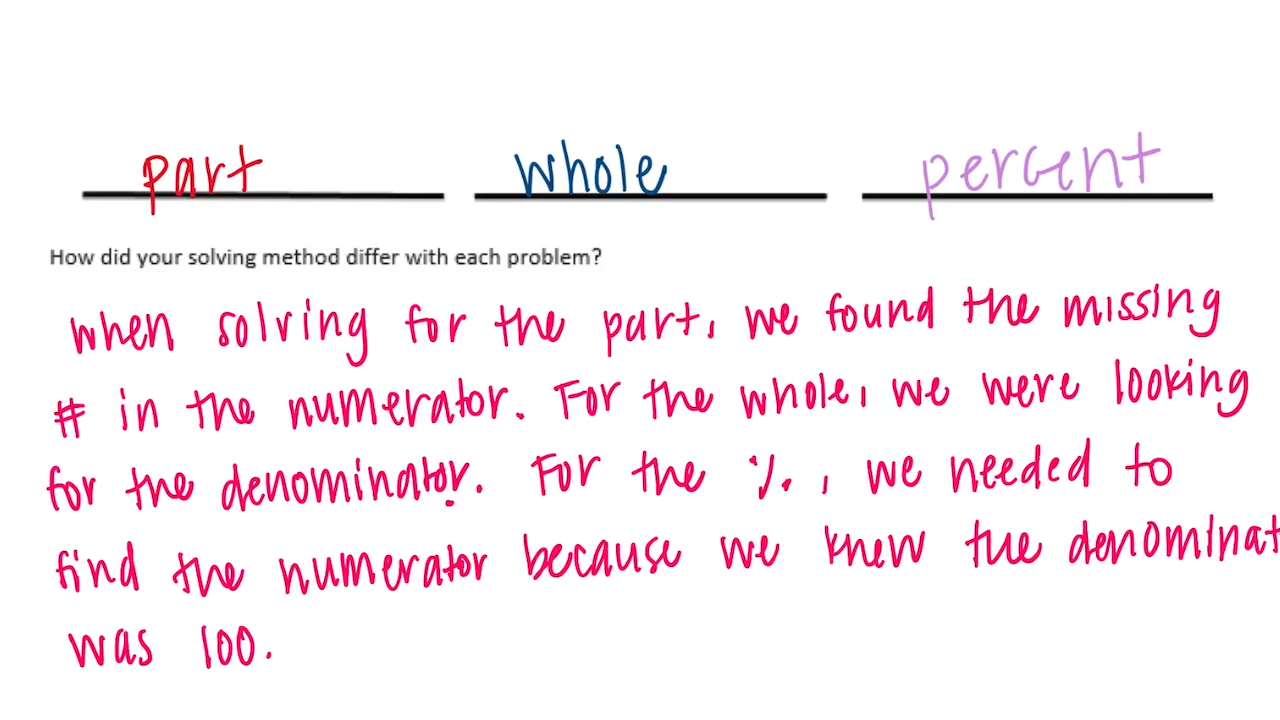 part whole percent
How did your solving method differ with each problem?
when solving for the part, we found the missing
# in the numerator. For the whole, we were looking
for the denominator. For the %, we needed to
find the numerator because we knew the denominat
was 100.